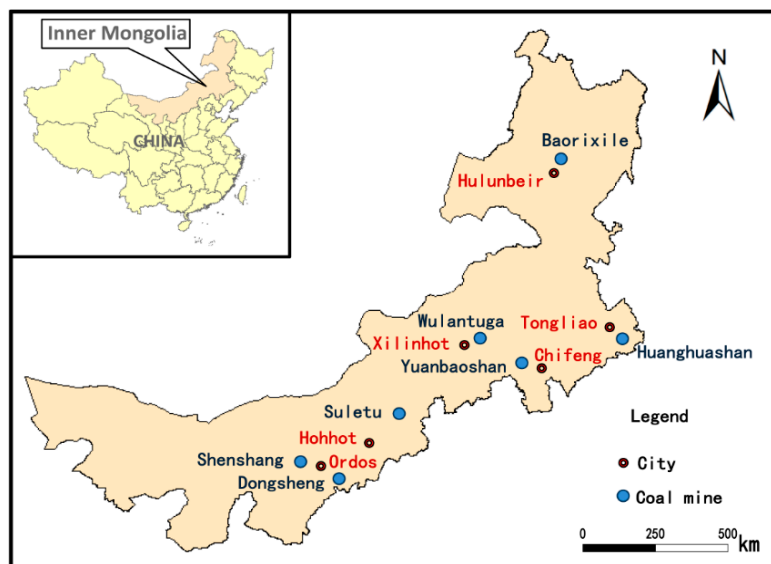 Inner Mongolia
CHINA
N
Baorixile
Hulunbeir
Wulantuga
Tongliao
Xilinhot
Huanghuashan
Yuanbaoshan
Chifeng
Suletu
Hohhot
Shenshang
Ordos
Dongsheng
Legend
City
Coal mine
0 250 500
km